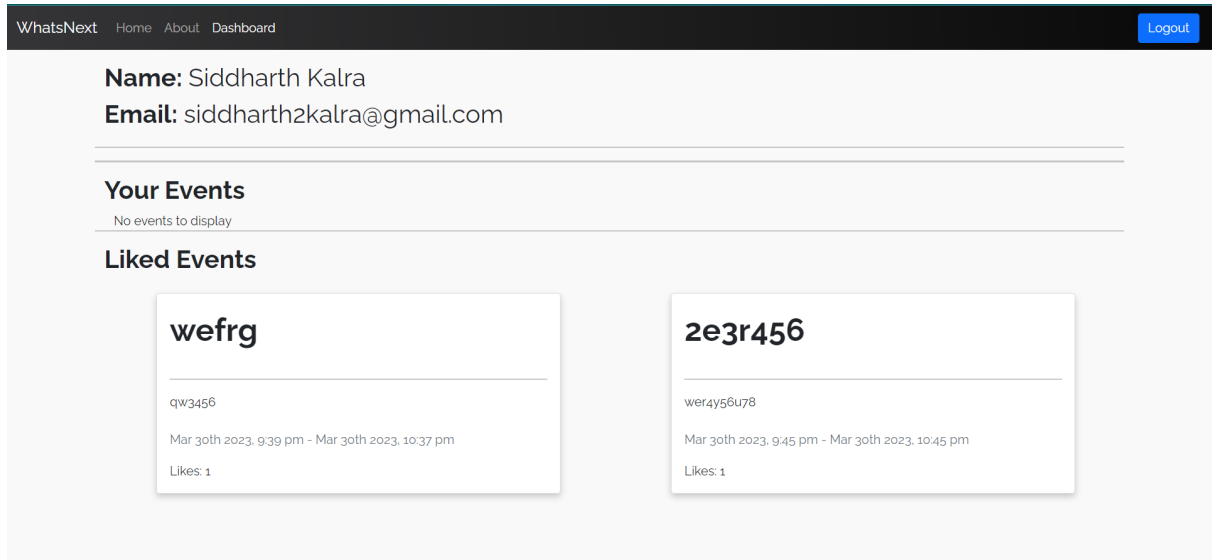 WhatsNext Home About Dashboard Logout
Name: Siddharth Kalra
Email: siddharth2kalra@gmail.com
Your Events
No events to display
Liked Events
wefrg
qw3456
Mar 30th 2023, 9:39 pm - Mar 30th 2023, 10:37 pm
Likes: 1
2e3r456
wer4y56u78
Mar 30th 2023, 9:45 pm - Mar 30th 2023, 10:45 pm
Likes: 1